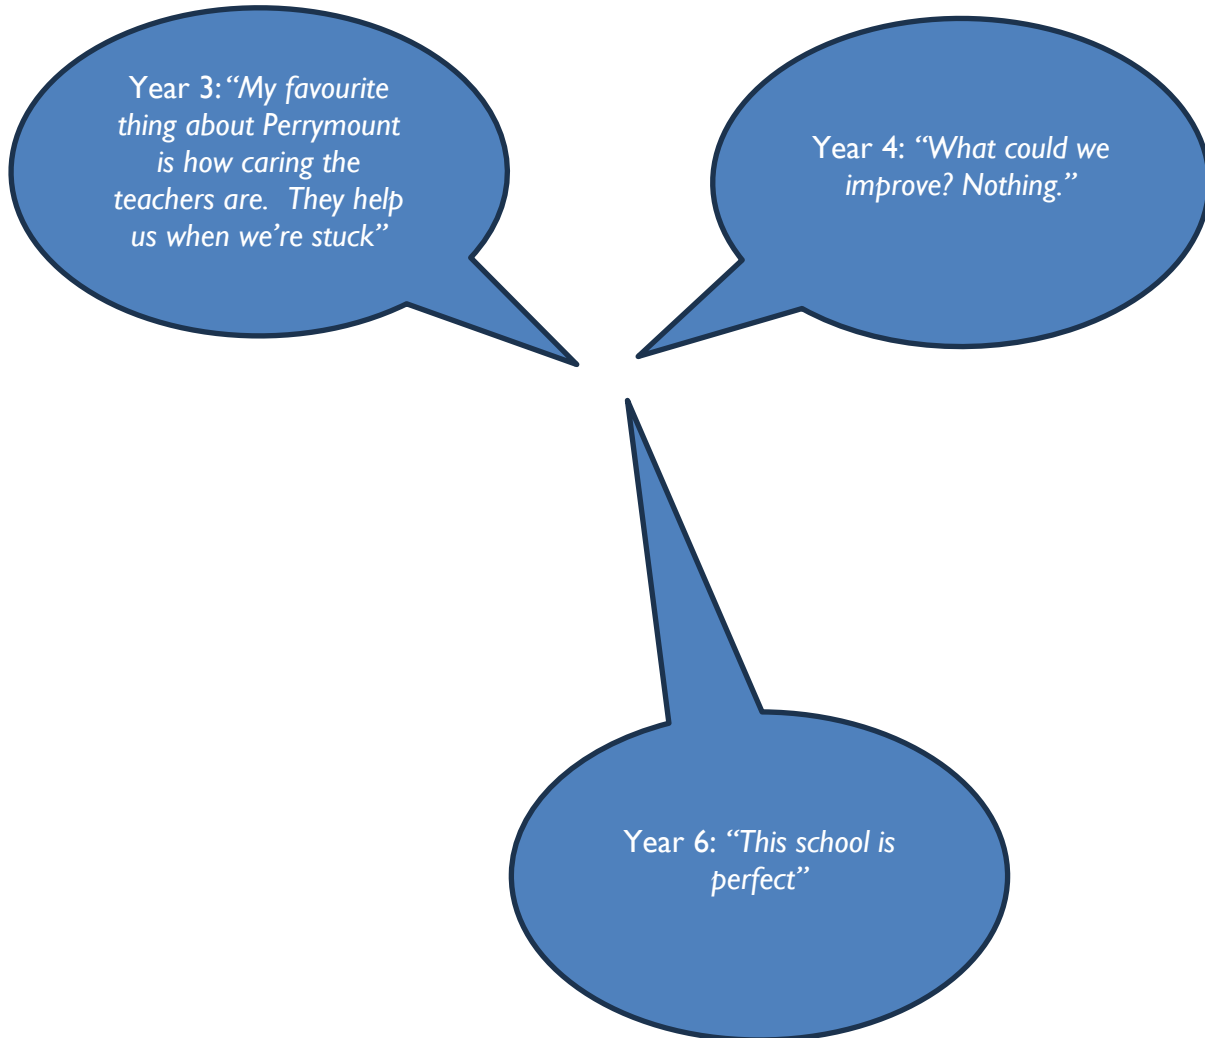 Year 3: “My favourite
thing about Perrymount
is how caring the
teachers are.  They help
us when we’re stuck”
Year 4: “What could we
improve? Nothing.”
Year 6: “This school is
perfect”